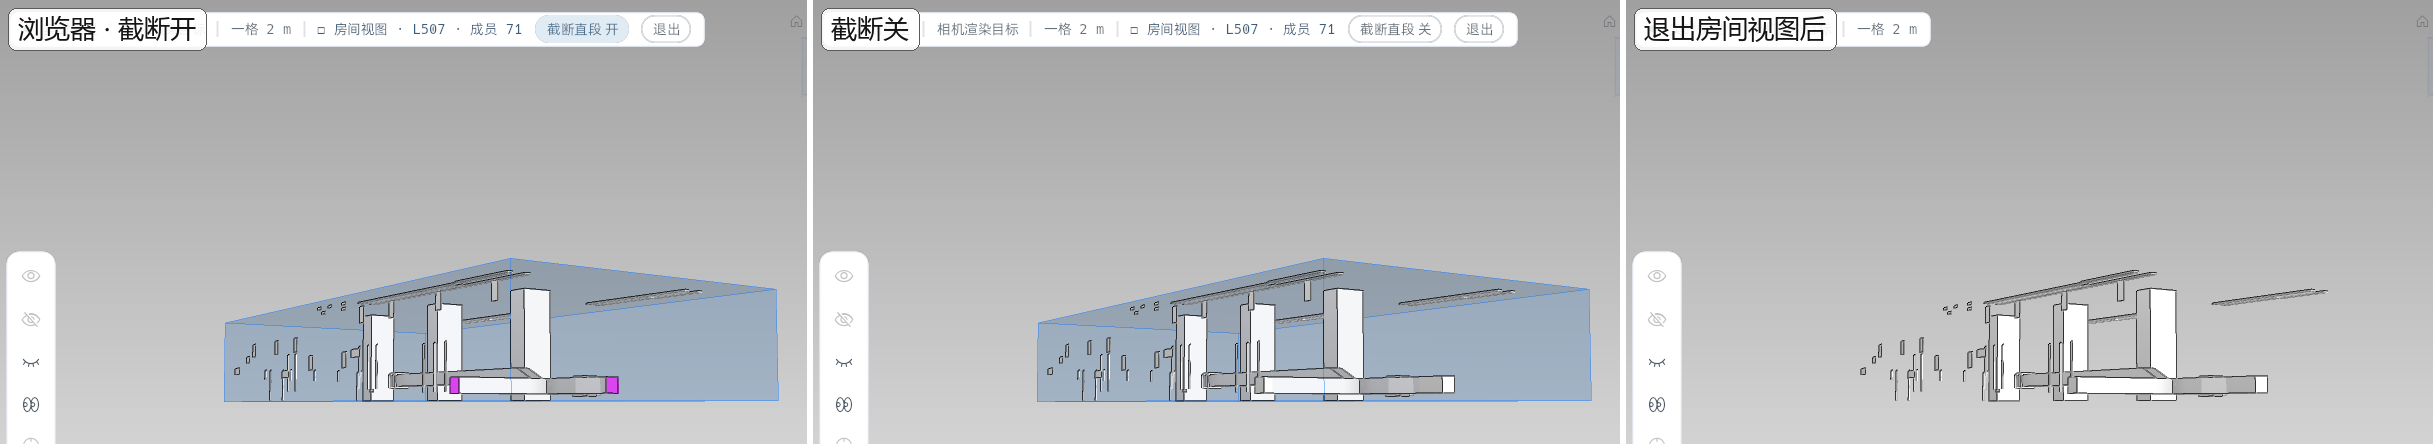 浏览器 · 截断开 一格 2 m □ 房间视图 · L507 · 成员 71 截断直段 开 退出
截断关 相机渲染目标 一格 2 m □ 房间视图 · L507 · 成员 71 截断直段 关 退出
退出房间视图后 一格 2 m